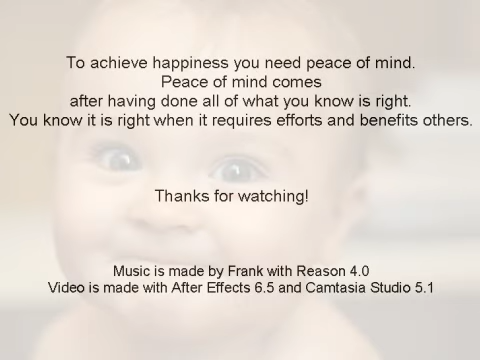 To achieve happiness you need peace of mind.
Peace of mind comes
after having done all of what you know is right.
You know it is right when it requires efforts and benefits others.
Thanks for watching!
Music is made by Frank with Reason 4.0
Video is made with After Effects 6.5 and Camtasia Studio 5.1